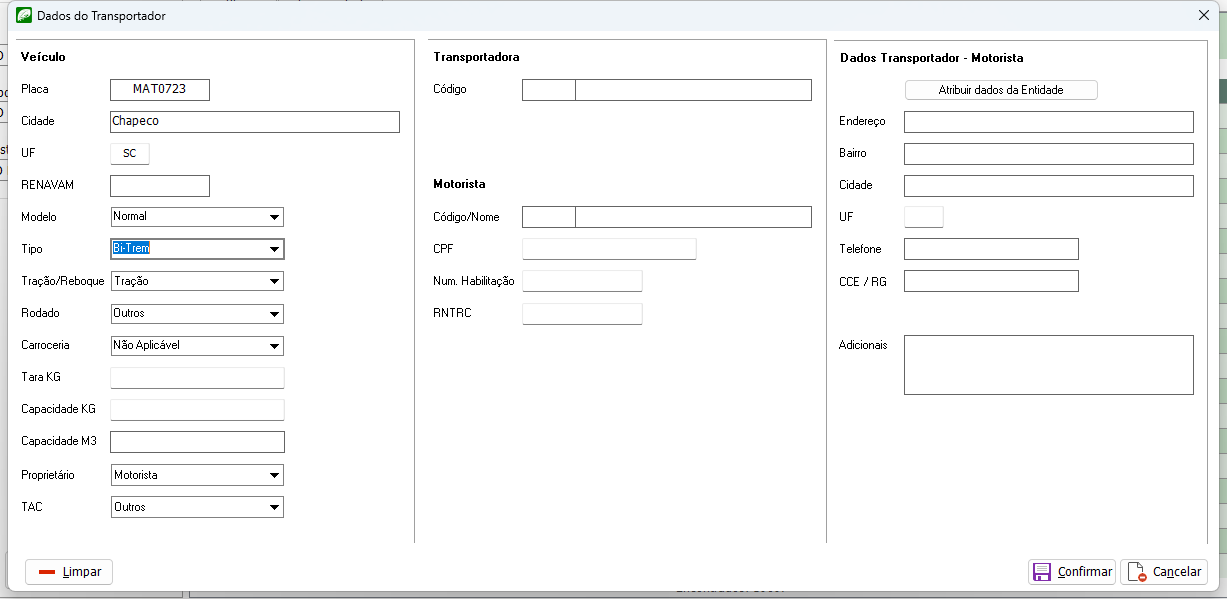 Dados do Transportador
Veículo
Placa MAT0723
Cidade Chapeco
UF SC
RENAVAM
Modelo Normal
Tipo Bi-Trem
Tração/Reboque Tração
Rodado Outros
Carroceria Não Aplicável
Tara KG
Capacidade KG
Capacidade M3
Proprietário Motorista
TAC Outros
Transportadora
Código
Motorista
Código/Nome
CPF
Num. Habilitação
RNTRC
Dados Transportador - Motorista
Atribuir dados da Entidade
Endereço
Bairro
Cidade
UF
Telefone
CCE / RG
Adicionais
Limpar
Confirmar
Cancelar